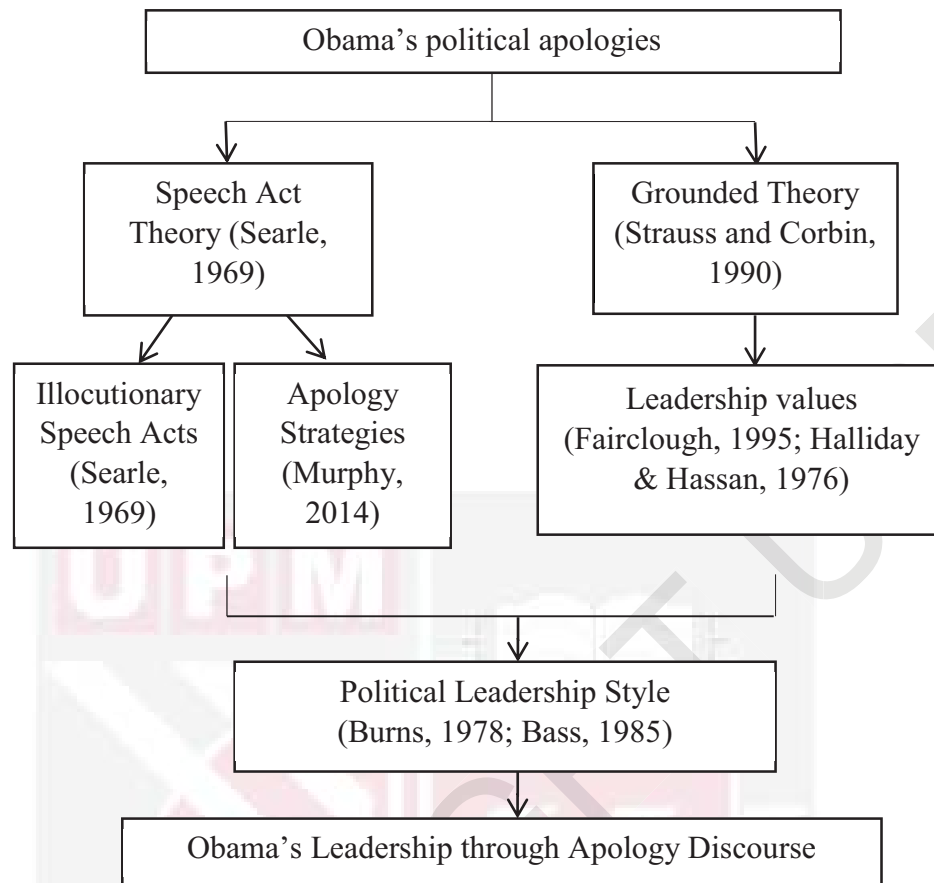 Obama’s political apologies
Speech Act
Theory (Searle,
1969)
Grounded Theory
(Strauss and Corbin,
1990)
Illocutionary
Speech Acts
(Searle,
1969)
Apology
Strategies
(Murphy,
2014)
Leadership values
(Fairclough, 1995; Halliday
& Hassan, 1976)
UPM
Political Leadership Style
(Burns, 1978; Bass, 1985)
Obama’s Leadership through Apology Discourse